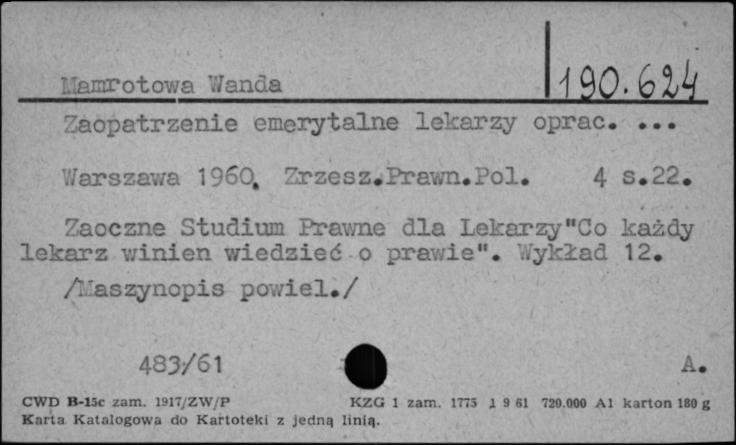 Mamrotowa Wanda
190.624
Zaopatrzenie emerytalne lekarzy oprac. ...
Warszawa 1960. Zrzesz.Prawn.Pol. 4 s.22.
Zaoczne Studium Prawne dla Lekarzy"Co każdy
lekarz winien wiedzieć o prawie". Wykład 12.
/Maszynopis powiel./
483/61
A.
CWD B-15c zam. 1917/ZW/P KZG 1 zam. 1775 1 9 61 720.000 A1 karton 180 g
Karta Katalogowa do Kartoteki z jedną linią.